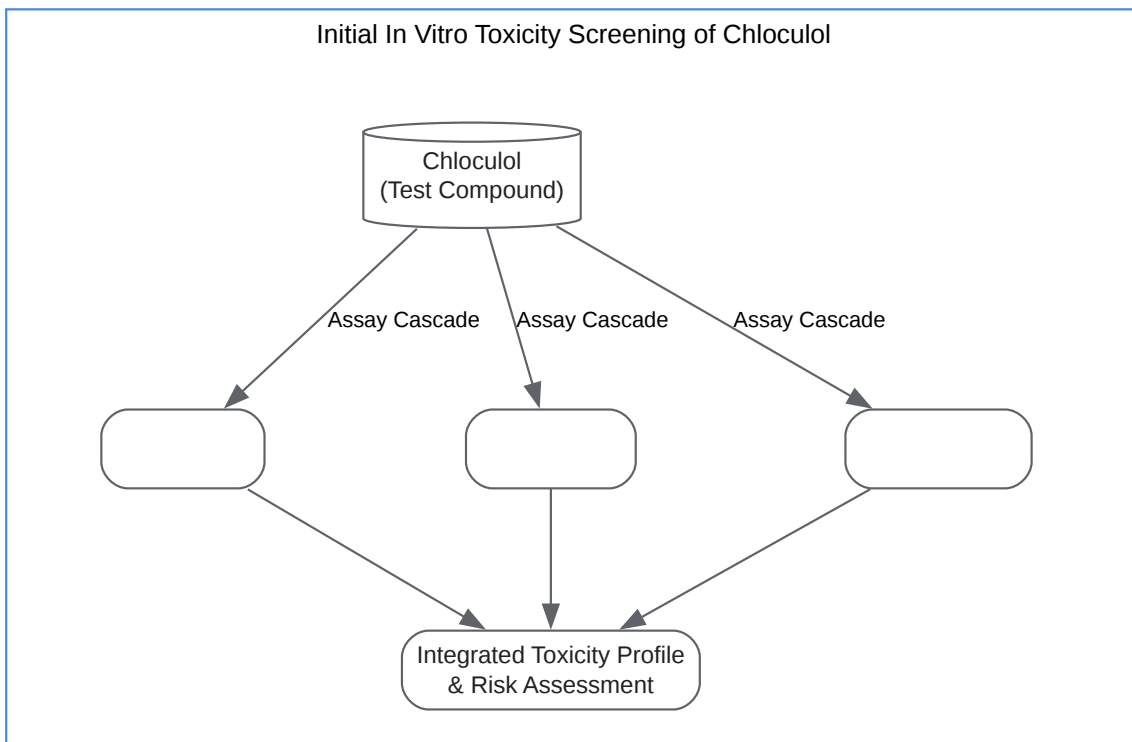 Initial In Vitro Toxicity Screening of Chloculol
Chloculol
(Test Compound)
Assay Cascade
Assay Cascade
Assay Cascade
Integrated Toxicity Profile
& Risk Assessment